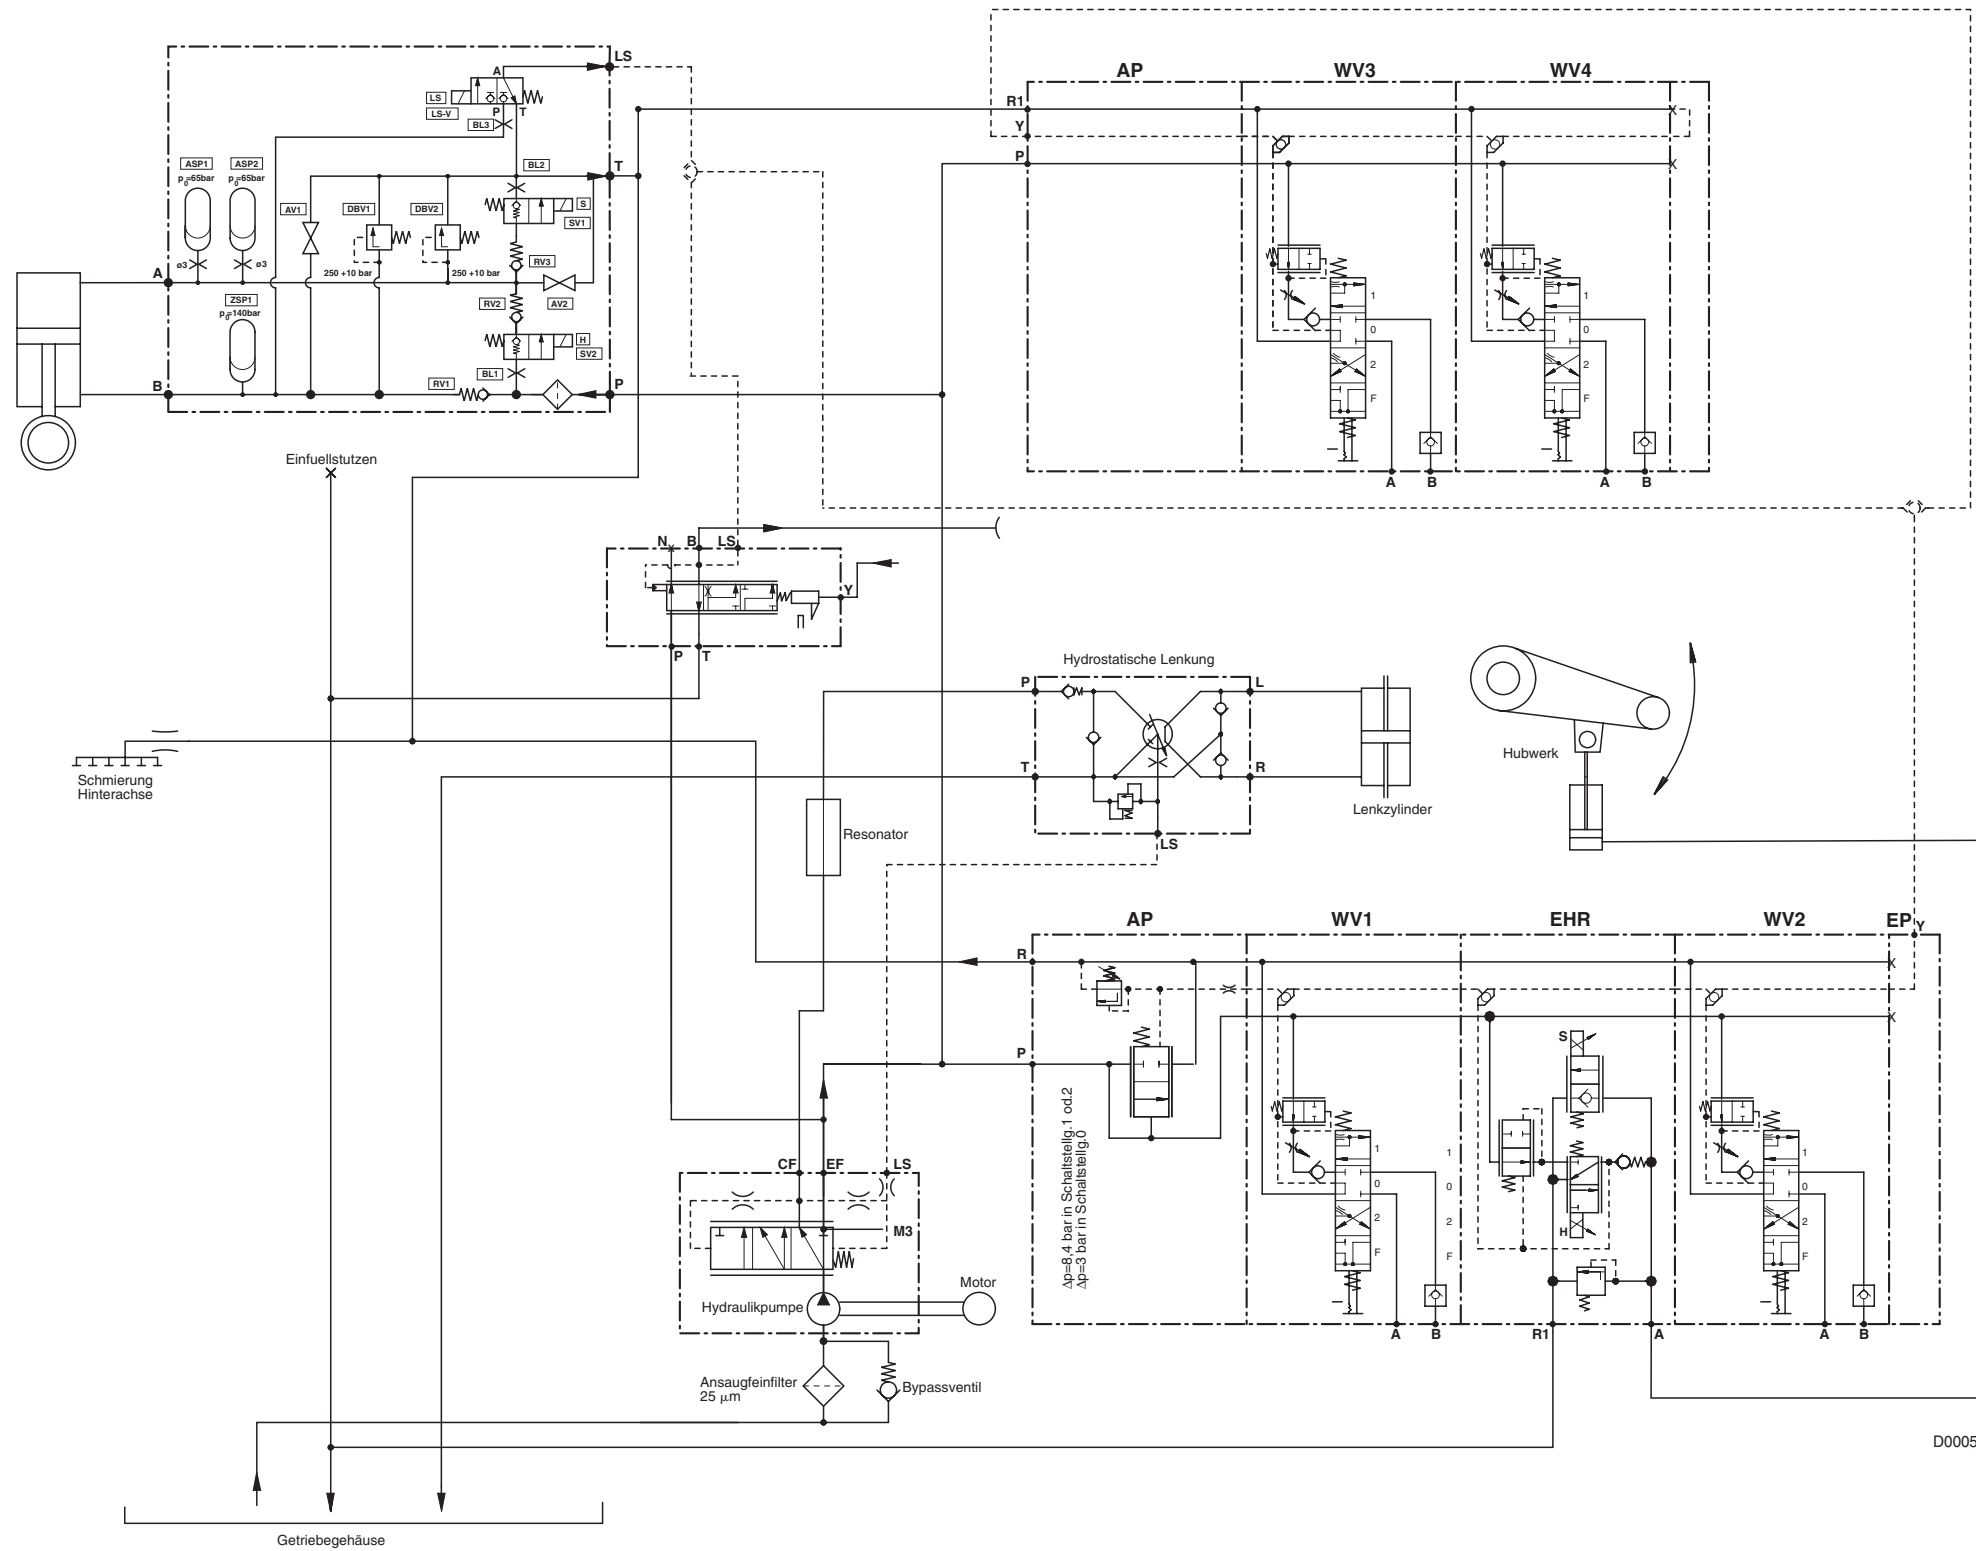 LS
A
LS
LS-V
P T
BL3
ASP1
p0=65bar
ASP2
p0=65bar
BL2
T
AV1
DBV1
DBV2
S
SV1
ø3
ø3
RV3
A
250 +10 bar
250 +10 bar
ZSP1
p0=140bar
RV2
AV2
H
SV2
BL1
RV1
B
P
Einfuellstutzen
AP
WV3
WV4
R1
X
Y
P
X
1
0
2
F
1
0
2
F
A
B
A
B
N
X
B
LS
Y
P
T
Hydrostatische Lenkung
P
L
T
R
LS
Lenkzylinder
Hubwerk
Schmierung
Hinterachse
Resonator
AP
WV1
EHR
WV2
EP
Y
R
X
X
P
S
H
Δp=8,4 bar in Schaltstellg.1 od.2
Δp=3 bar in Schaltstellg.0
1
0
2
F
1
0
2
F
1
0
2
F
A
B
R1
A
A
B
CF
EF
LS
M3
Motor
Hydraulikpumpe
Ansaugfeinfilter
25 µm
Bypassventil
D0005
Getriebegehäuse